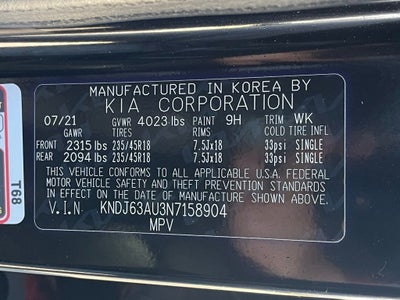 MANUFACTURED IN KOREA BY
KIA CORPORATION
07/21 GVWR 4023 lbs PAINT 9H TRIM WK
GAWR TIRES RIMS COLD TIRE INFL
FRONT 2315 lbs 235/45R18 7.5Jx18 33psi SINGLE
REAR 2094 lbs 235/45R18 7.5Jx18 33psi SINGLE
THIS VEHICLE CONFORMS TO ALL APPLICABLE U.S.A. FEDERAL
MOTOR VEHICLE SAFETY AND THEFT PREVENTION STANDARDS
IN EFFECT ON THE DATE OF MANUFACTURE SHOWN ABOVE.
V.I.N KNDJ63AU3N7158904
MPV
T68